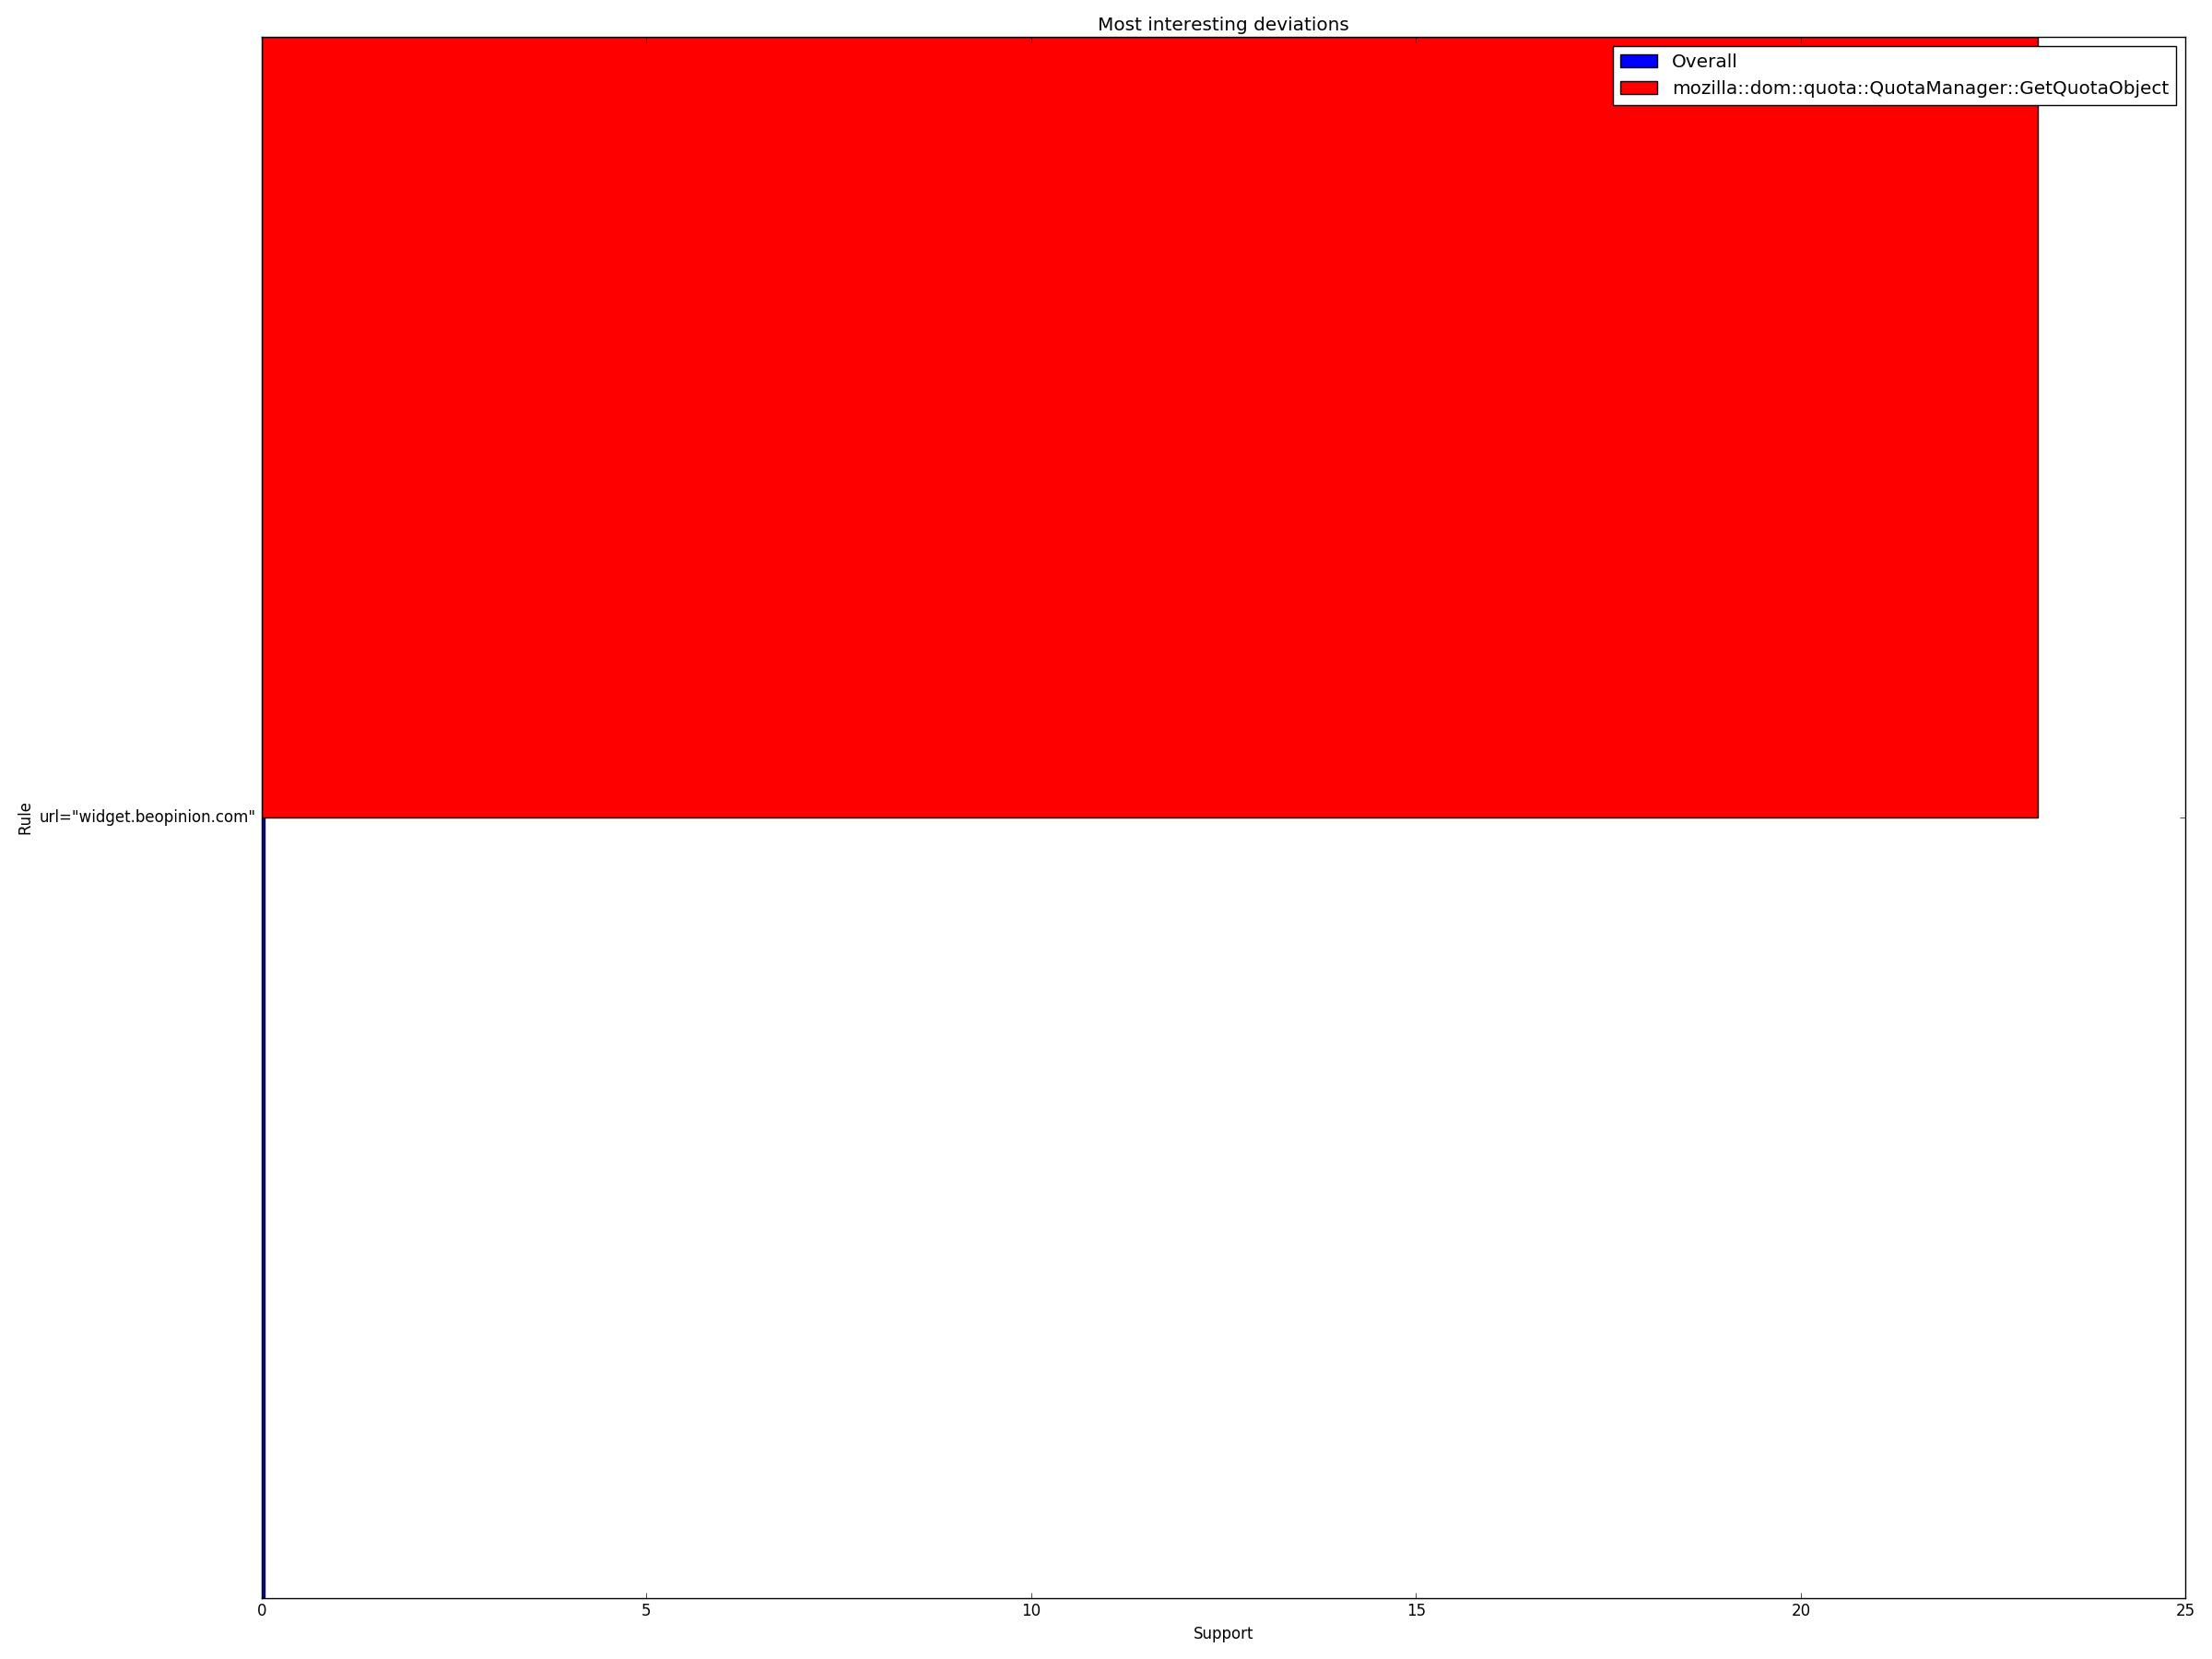 Most interesting deviations
Overall
mozilla::dom::quota::QuotaManager::GetQuotaObject
Rule
url="widget.beopinion.com"
0 5 10 15 20 25
Support